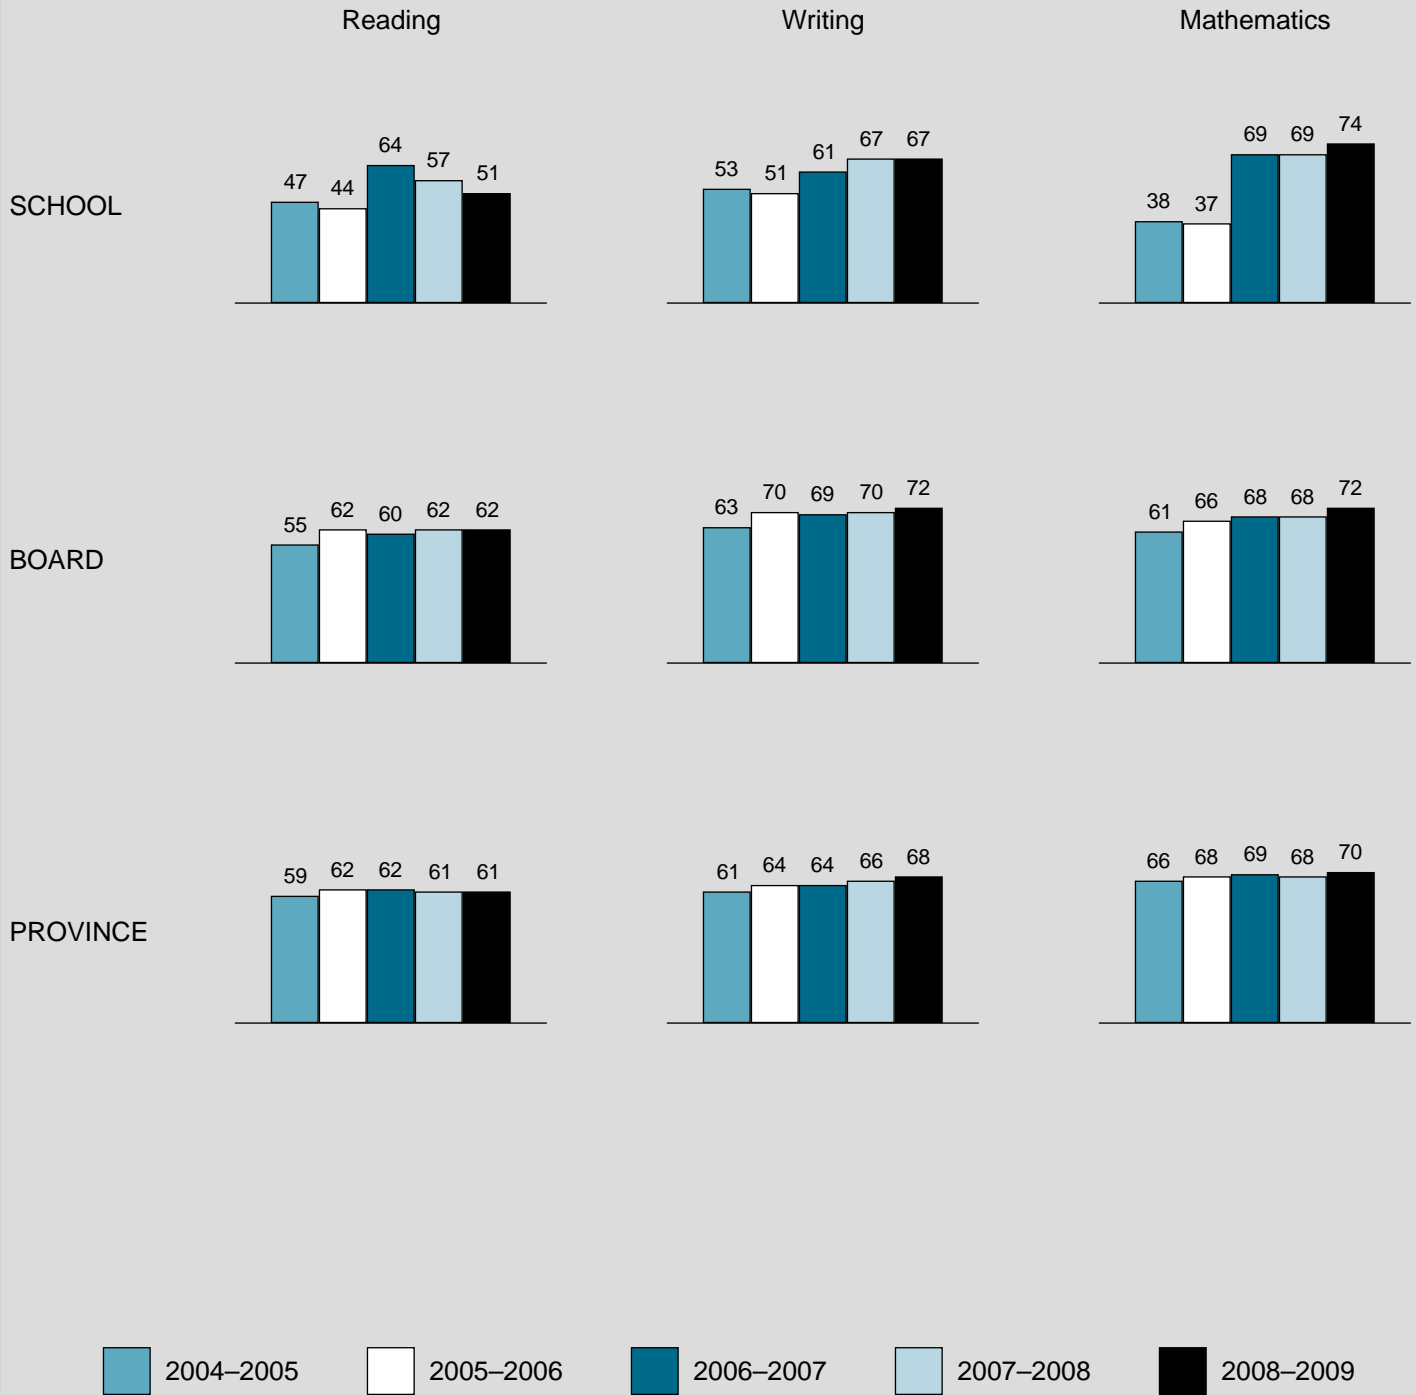 Reading Writing Mathematics
SCHOOL
47 44 64 57 51
53 51 61 67 67
38 37 69 69 74
BOARD
55 62 60 62 62
63 70 69 70 72
61 66 68 68 72
PROVINCE
59 62 62 61 61
61 64 64 66 68
66 68 69 68 70
2004–2005 2005–2006 2006–2007 2007–2008 2008–2009